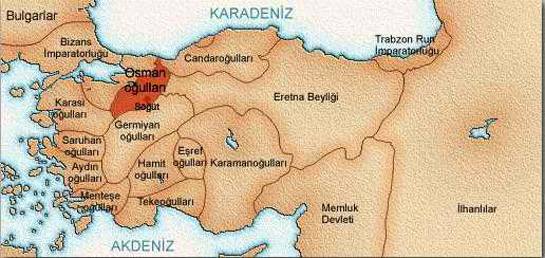 KARADENİZ
Bulgarlar
Bizans
İmparatorluğu
Candaroğulları
Trabzon Rum
İmparatorluğu
Osman
oğulları
Söğüt
Karasi
oğulları
Eretna Beyliği
Germiyan
oğulları
Saruhan
oğulları
Eşref
oğulları
Hamit
oğulları
Karamanoğulları
Aydın
oğulları
Menteşe
oğulları
Tekeoğulları
Memluk
Devleti
İlhanlılar
AKDENİZ